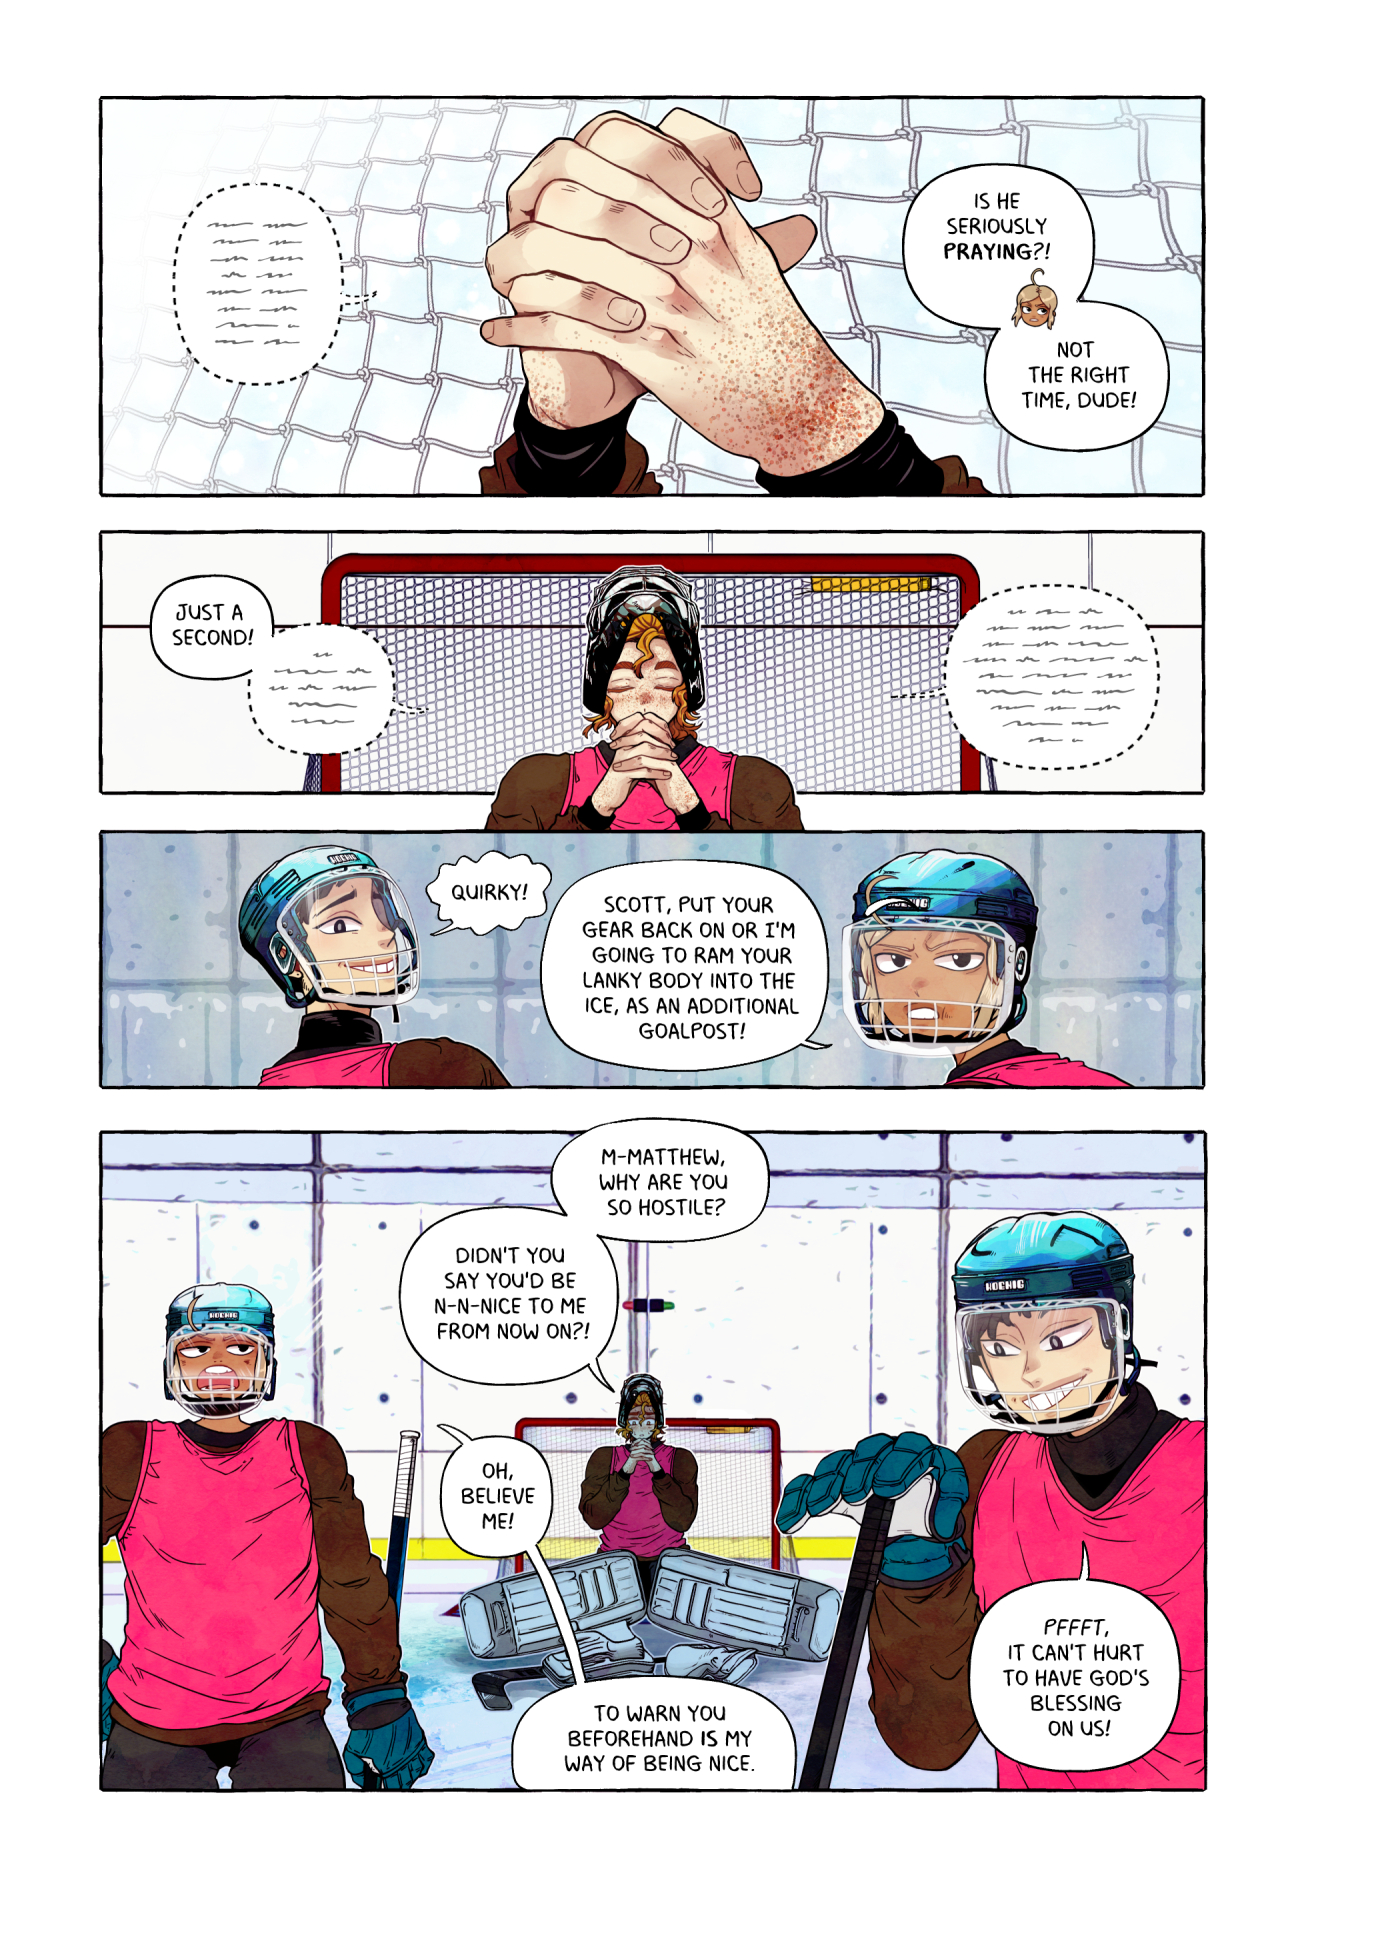 IS HE
SERIOUSLY
PRAYING?!
NOT
THE RIGHT
TIME, DUDE!
JUST A
SECOND!
KOENIG
QUIRKY!
SCOTT, PUT YOUR
GEAR BACK ON OR I'M
GOING TO RAM YOUR
LANKY BODY INTO THE
ICE, AS AN ADDITIONAL
GOALPOST!
M-MATTHEW,
WHY ARE YOU
SO HOSTILE?
DIDN'T YOU
SAY YOU'D BE
N-N-NICE TO ME
FROM NOW ON?!
KOENIG
KOENIG
OH,
BELIEVE
ME!
TO WARN YOU
BEFOREHAND IS MY
WAY OF BEING NICE.
PFFFT,
IT CAN'T HURT
TO HAVE GOD'S
BLESSING
ON US!